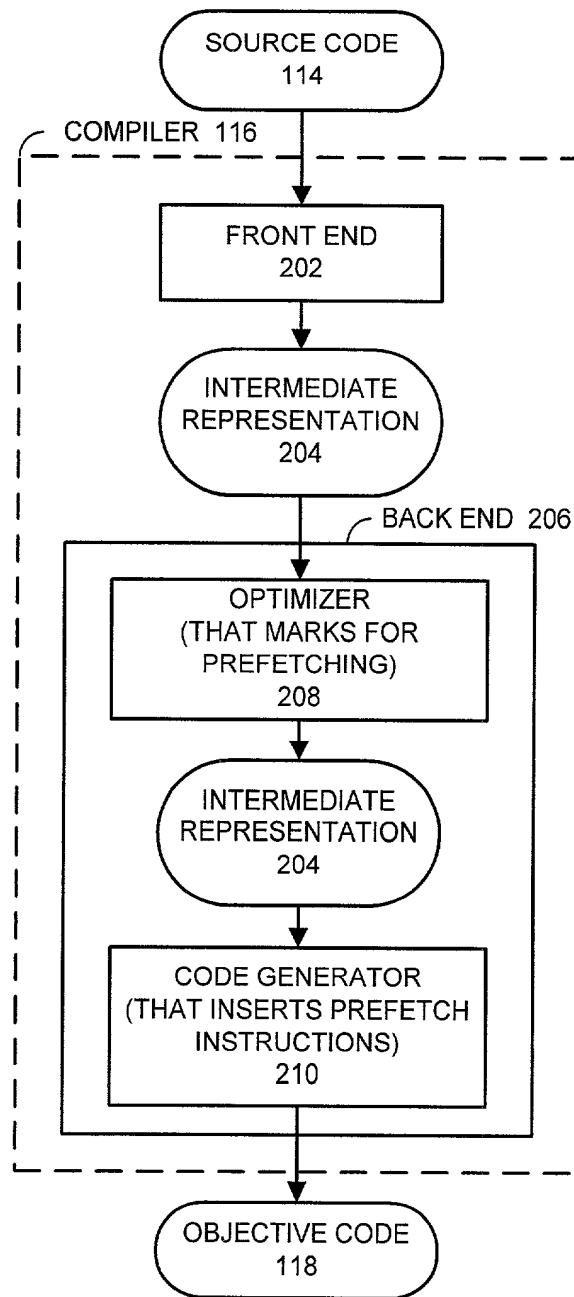 SOURCE CODE
114
COMPILER 116
FRONT END
202
INTERMEDIATE
REPRESENTATION
204
BACK END 206
OPTIMIZER
(THAT MARKS FOR
PREFETCHING)
208
INTERMEDIATE
REPRESENTATION
204
CODE GENERATOR
(THAT INSERTS PREFETCH
INSTRUCTIONS)
210
OBJECTIVE CODE
118